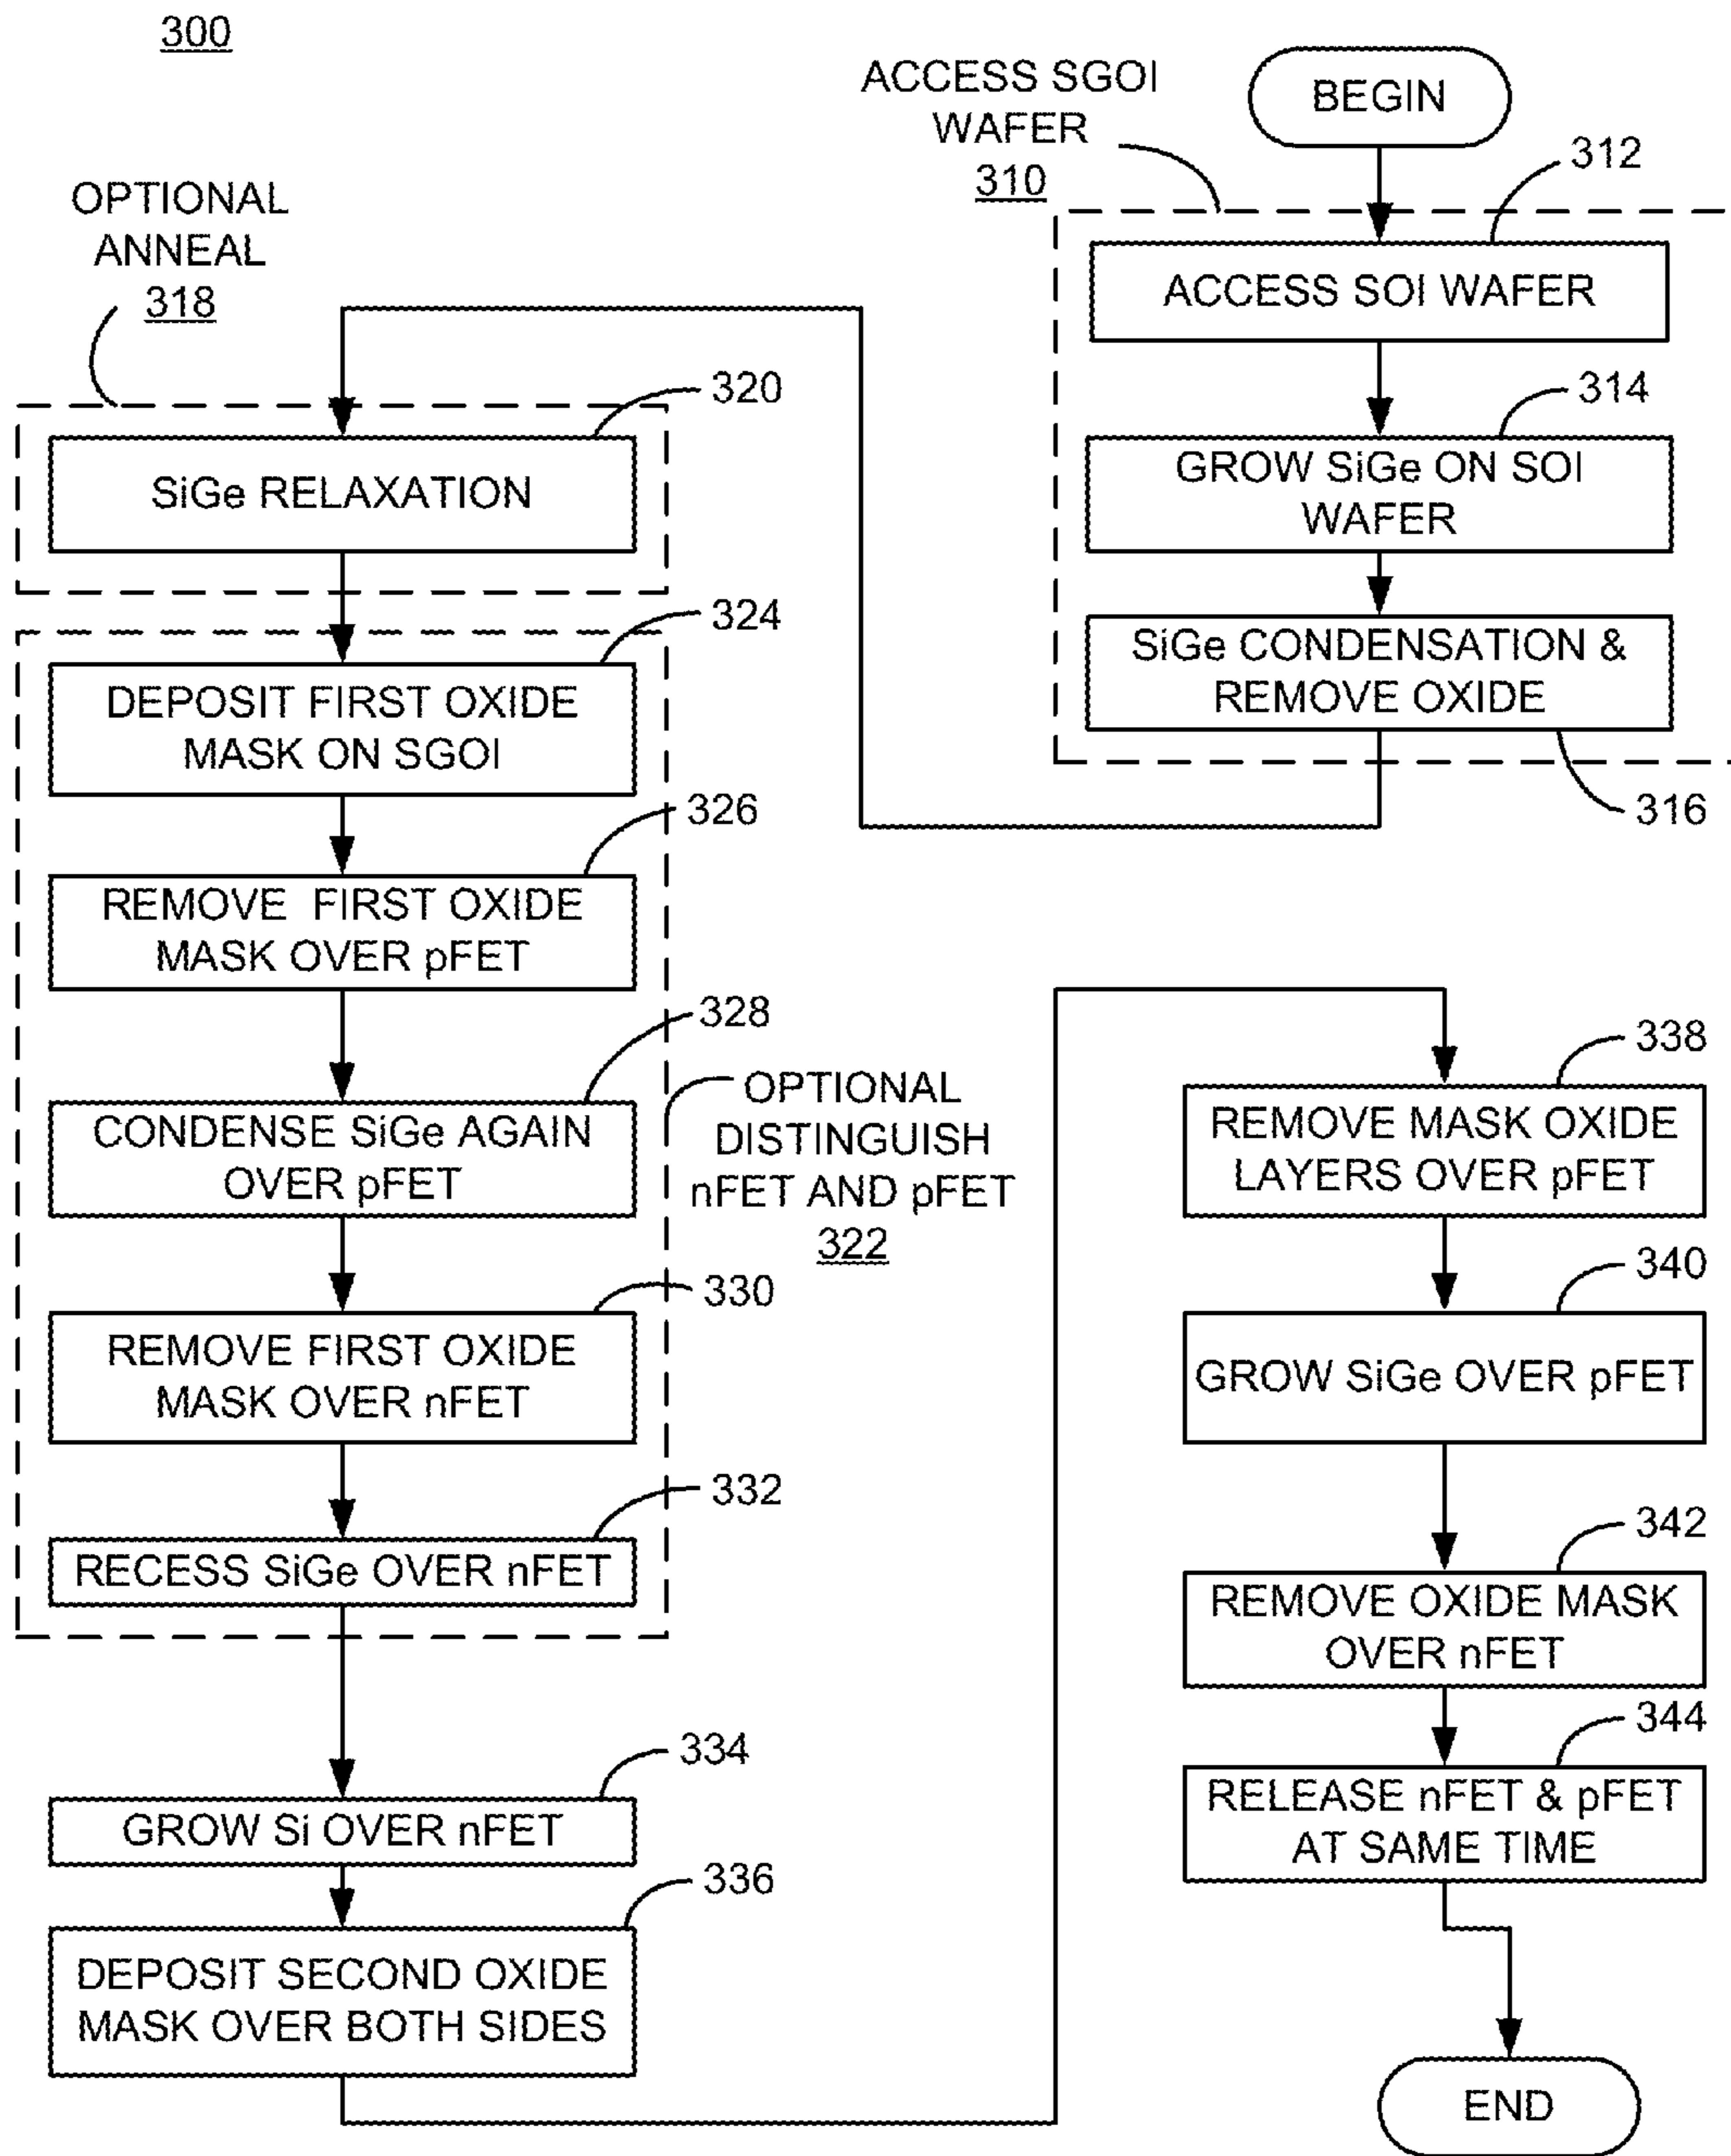 300
BEGIN
ACCESS SGOI
WAFER
310
312
ACCESS SOI WAFER
314
GROW SiGe ON SOI
WAFER
SiGe CONDENSATION &
REMOVE OXIDE
316
OPTIONAL
ANNEAL
318
320
SiGe RELAXATION
324
DEPOSIT FIRST OXIDE
MASK ON SGOI
326
REMOVE FIRST OXIDE
MASK OVER pFET
328
CONDENSE SiGe AGAIN
OVER pFET
OPTIONAL
DISTINGUISH
nFET AND pFET
322
330
REMOVE FIRST OXIDE
MASK OVER nFET
332
RECESS SiGe OVER nFET
334
GROW Si OVER nFET
336
DEPOSIT SECOND OXIDE
MASK OVER BOTH SIDES
338
REMOVE MASK OXIDE
LAYERS OVER pFET
340
GROW SiGe OVER pFET
342
REMOVE OXIDE MASK
OVER nFET
344
RELEASE nFET & pFET
AT SAME TIME
END